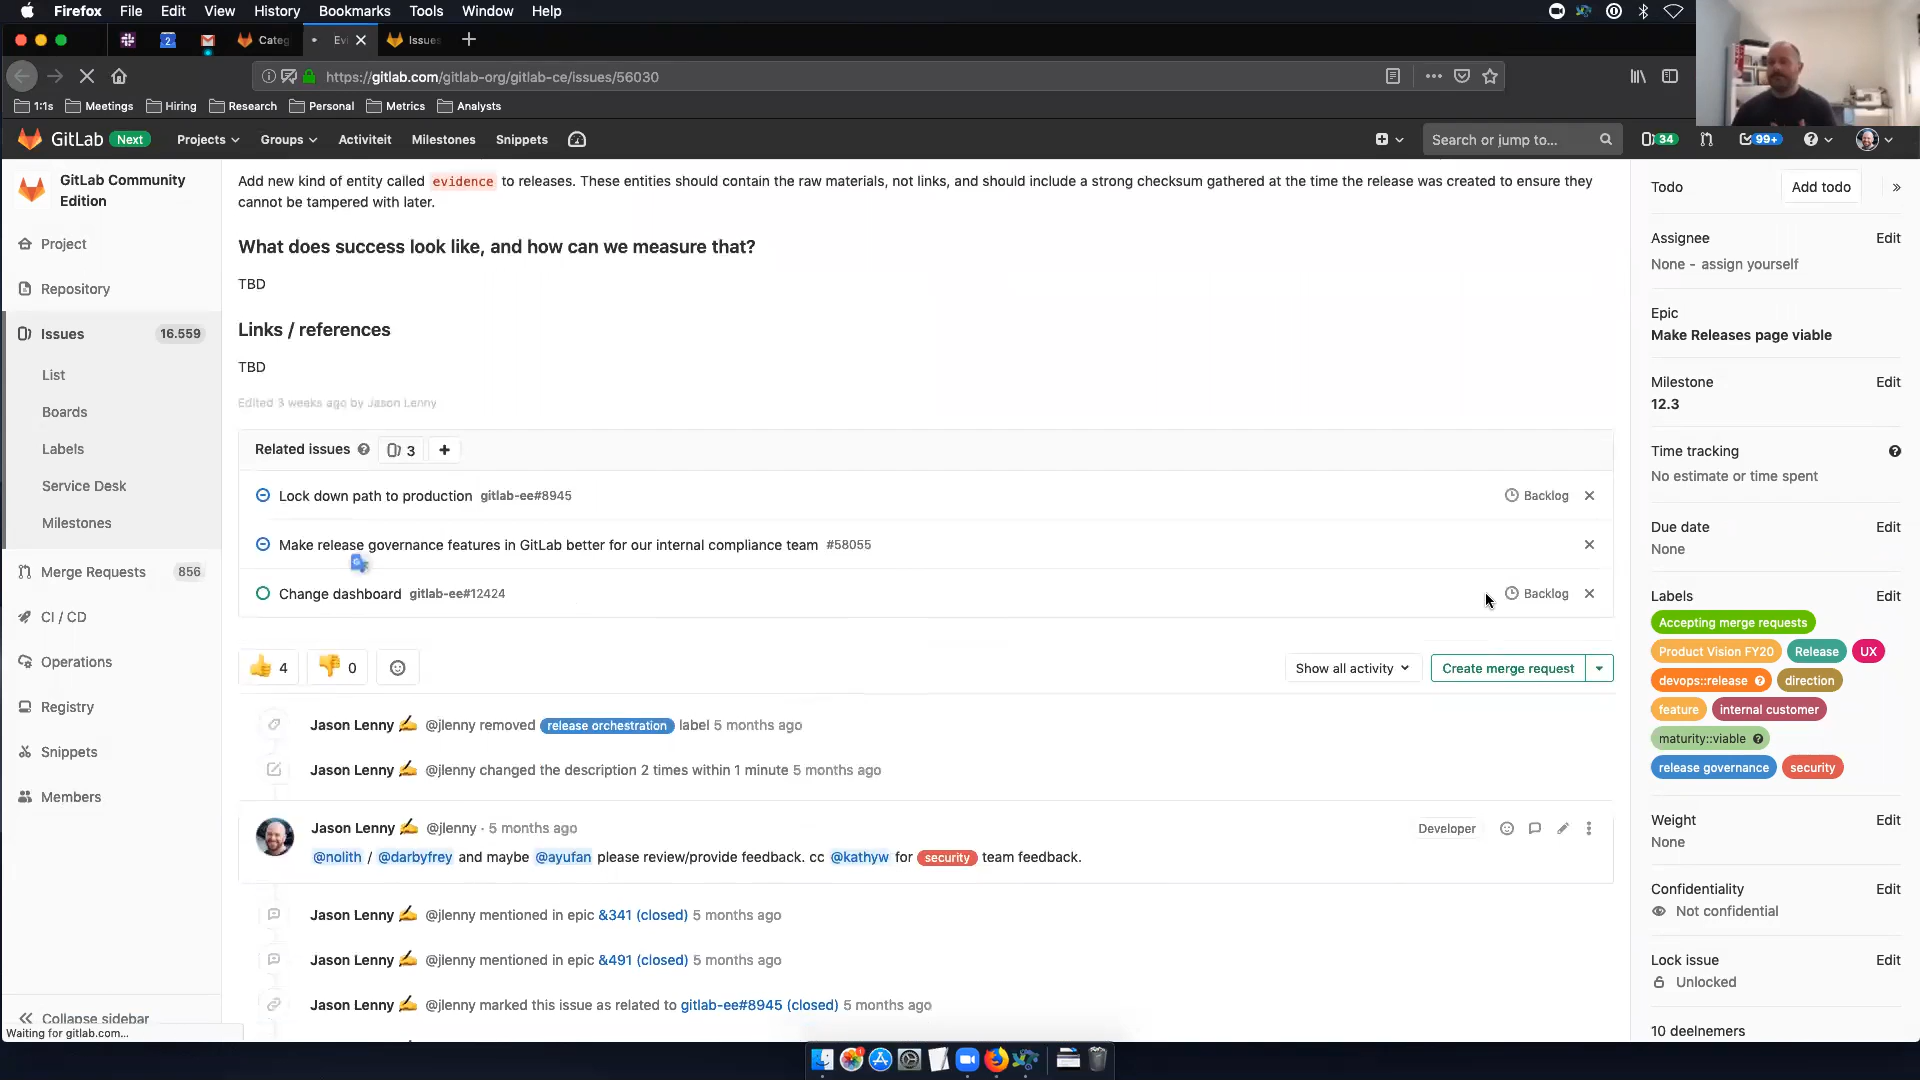 Firefox File Edit View History Bookmarks Tools Window Help
2 Categ Evi Issues
https://gitlab.com/gitlab-org/gitlab-ce/issues/56030
1:1s Meetings Hiring Research Personal Metrics Analysts
GitLab Next Projects Groups Activiteit Milestones Snippets Search or jump to... 34 99+
GitLab Community
Edition
Project
Repository
Issues 16.559
List
Boards
Labels
Service Desk
Milestones
Merge Requests 856
CI / CD
Operations
Registry
Snippets
Members
Collapse sidebar
Waiting for gitlab.com...
Add new kind of entity called evidence to releases. These entities should contain the raw materials, not links, and should include a strong checksum gathered at the time the release was created to ensure they
cannot be tampered with later.
What does success look like, and how can we measure that?
TBD
Links / references
TBD
Edited 3 weeks ago by Jason Lenny
Related issues 3
Lock down path to production gitlab-ee#8945 Backlog
Make release governance features in GitLab better for our internal compliance team #58055
Change dashboard gitlab-ee#12424 Backlog
4 0 Show all activity Create merge request
Jason Lenny @jlenny removed release orchestration label 5 months ago
Jason Lenny @jlenny changed the description 2 times within 1 minute 5 months ago
Jason Lenny @jlenny · 5 months ago Developer
@nolith / @darbyfrey and maybe @ayufan please review/provide feedback. cc @kathyw for security team feedback.
Jason Lenny @jlenny mentioned in epic &341 (closed) 5 months ago
Jason Lenny @jlenny mentioned in epic &491 (closed) 5 months ago
Jason Lenny @jlenny marked this issue as related to gitlab-ee#8945 (closed) 5 months ago
Todo Add todo
Assignee Edit
None - assign yourself
Epic
Make Releases page viable
Milestone Edit
12.3
Time tracking
No estimate or time spent
Due date Edit
None
Labels Edit
Accepting merge requests
Product Vision FY20 Release UX
devops::release direction
feature internal customer
maturity::viable
release governance security
Weight Edit
None
Confidentiality Edit
Not confidential
Lock issue Edit
Unlocked
10 deelnemers